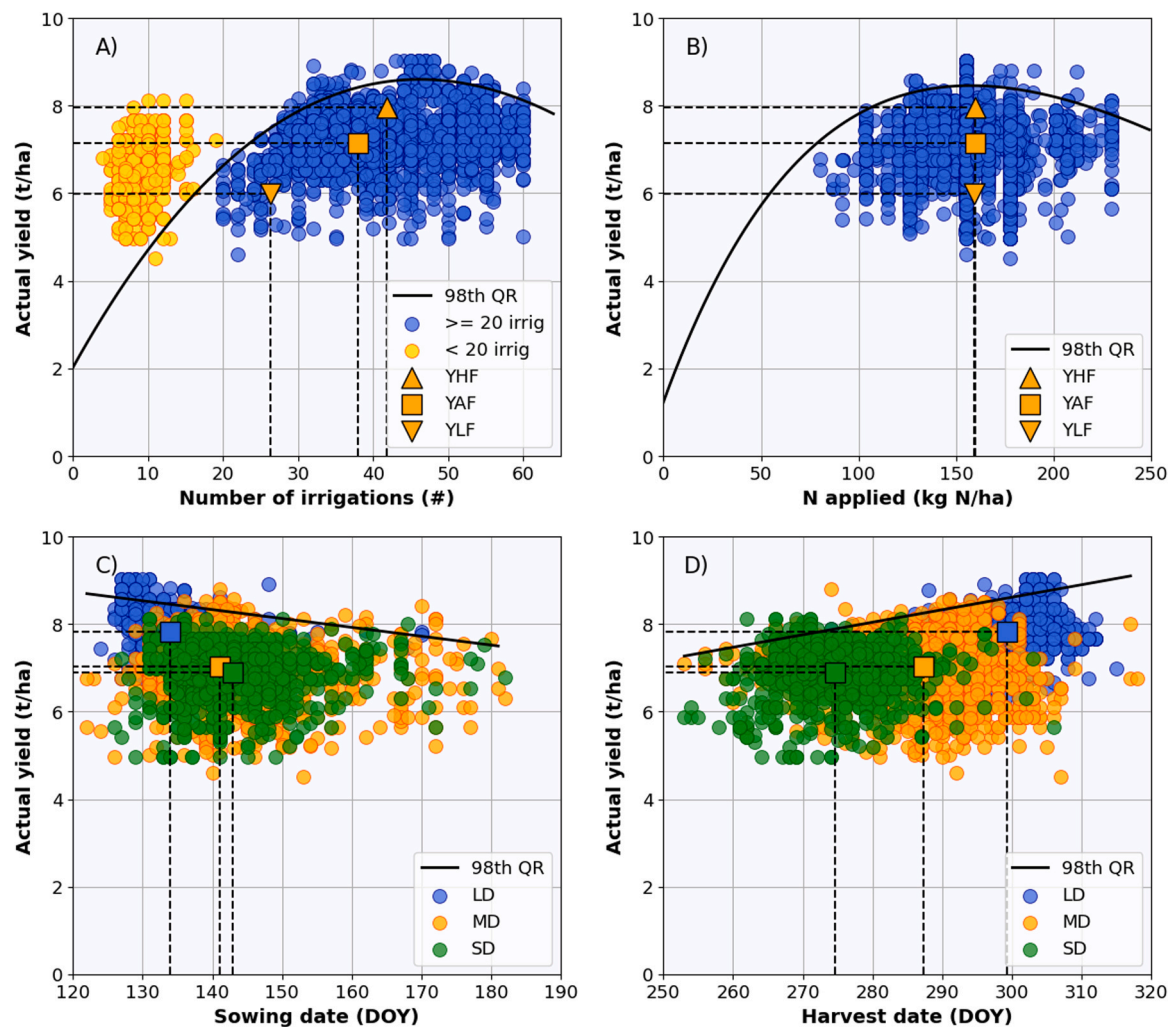 A)
10
8
6
4
2
0
Actual yield (t/ha)
0 10 20 30 40 50 60
Number of irrigations (#)
98th QR
>= 20 irrig
< 20 irrig
YHF
YAF
YLF
B)
10
8
6
4
2
0
Actual yield (t/ha)
0 50 100 150 200 250
N applied (kg N/ha)
98th QR
YHF
YAF
YLF
C)
10
8
6
4
2
0
Actual yield (t/ha)
120 130 140 150 160 170 180 190
Sowing date (DOY)
98th QR
LD
MD
SD
D)
10
8
6
4
2
0
Actual yield (t/ha)
250 260 270 280 290 300 310 320
Harvest date (DOY)
98th QR
LD
MD
SD